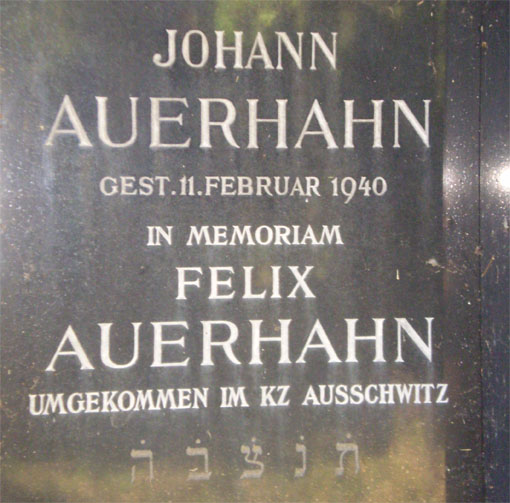 JOHANN
AUERHAHN
GEST. 11. FEBRUAR 1940
IN MEMORIAM
FELIX
AUERHAHN
UMGEKOMMEN IM KZ AUSSCHWITZ
תׄנׄצׄבׄהׄ